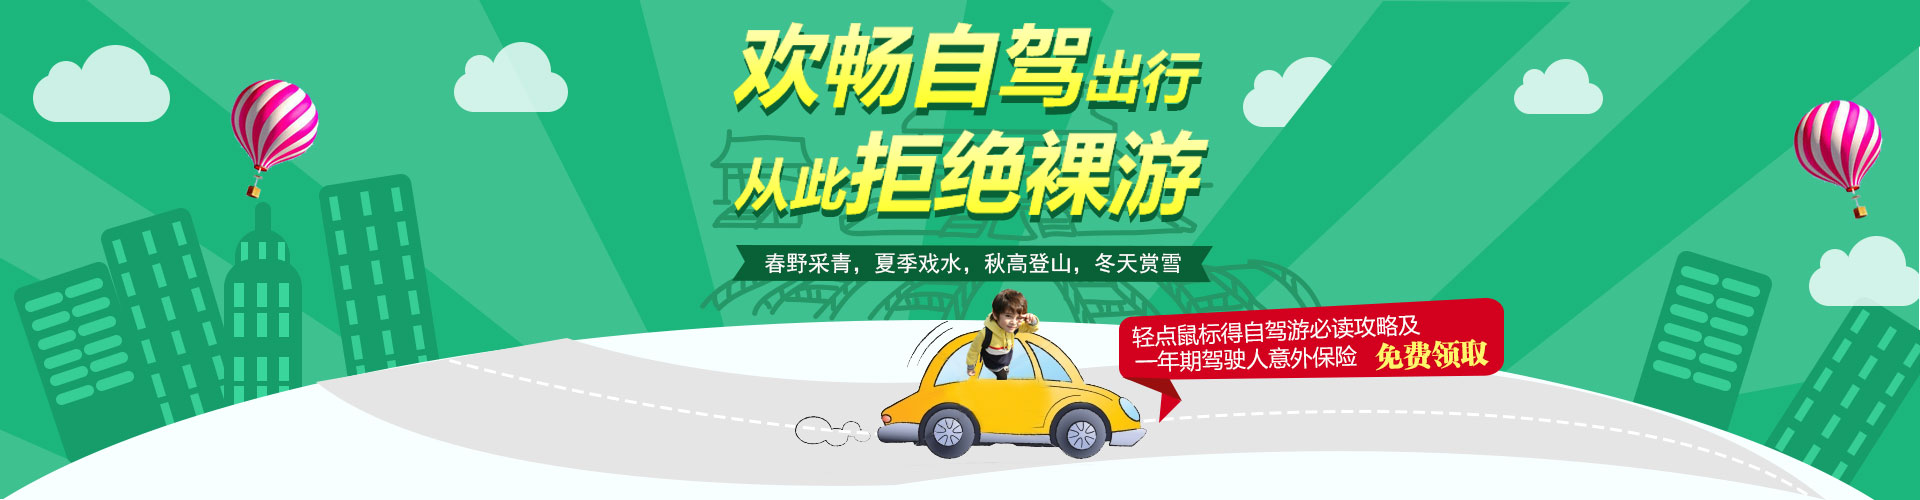 欢畅自驾出行
从此拒绝裸游
春野采青，夏季戏水，秋高登山，冬天赏雪
轻点鼠标得自驾游必读攻略及
一年期驾驶人意外保险 免费领取